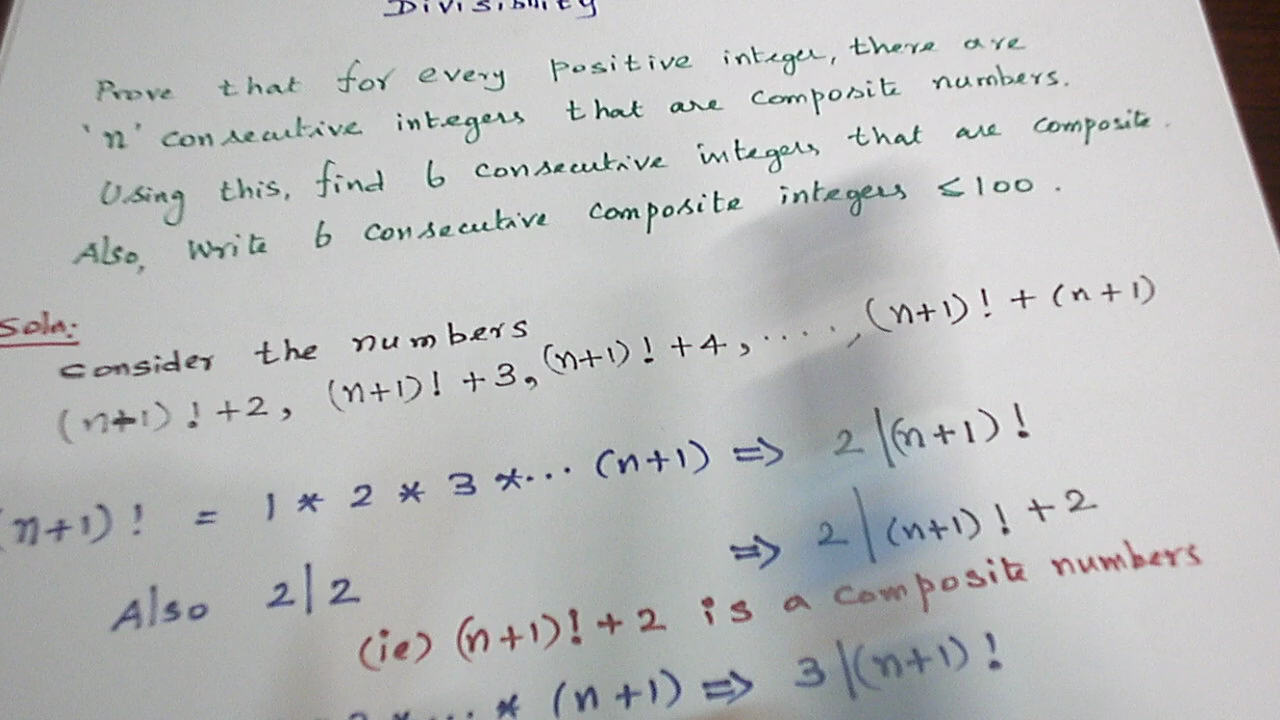 Divisibility
Prove that for every positive integer, there are
'n' consecutive integers that are composite numbers.
Using this, find 6 consecutive integers that are composite.
Also, Write 6 consecutive composite integers ≤ 100.
Soln:
Consider the numbers
(n+1)! +2, (n+1)! +3, (n+1)! +4, ....., (n+1)! + (n+1)
(n+1)! = 1 * 2 * 3 *... (n+1) => 2 |(n+1)!
Also 2|2 => 2 | (n+1)! +2
(ie) (n+1)! +2 is a composite numbers
* ... * (n+1) => 3 |(n+1)!